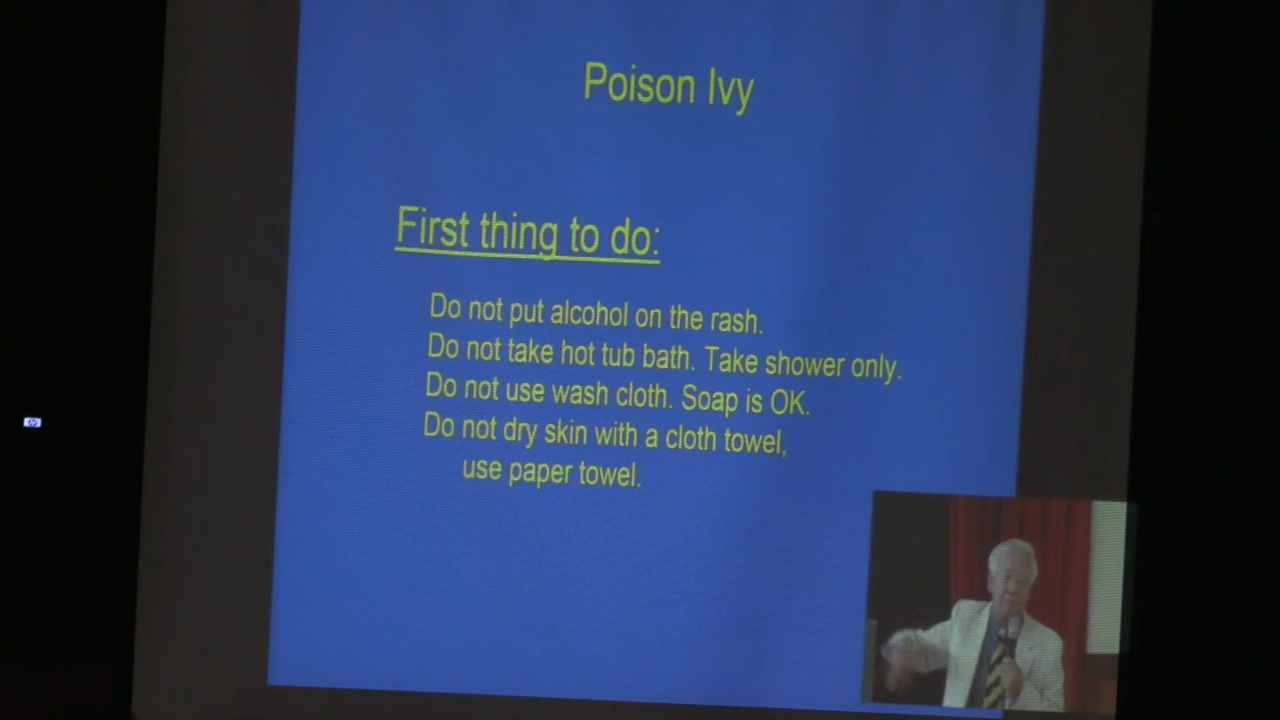 Poison Ivy
First thing to do:
Do not put alcohol on the rash.
Do not take hot tub bath. Take shower only.
Do not use wash cloth. Soap is OK.
Do not dry skin with a cloth towel,
use paper towel.
hp